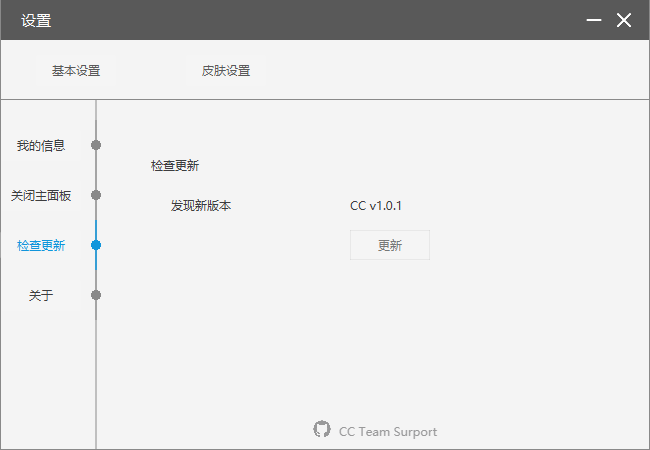 设置
基本设置
皮肤设置
我的信息
关闭主面板
检查更新
关于
检查更新
发现新版本
CC v1.0.1
更新
CC Team Surport